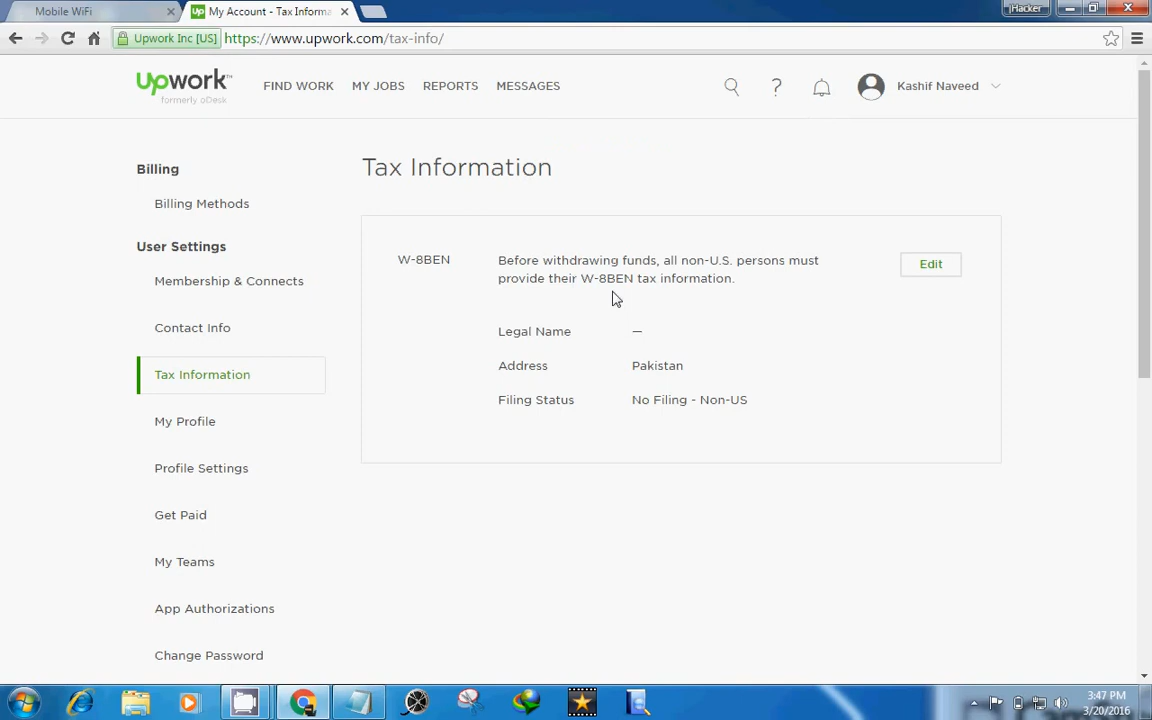 Mobile WiFi
My Account - Tax Informa
Hacker
Upwork Inc [US]
https://www.upwork.com/tax-info/
upwork™
formerly oDesk
FIND WORK
MY JOBS
REPORTS
MESSAGES
?
Kashif Naveed
Billing
Billing Methods
User Settings
Membership & Connects
Contact Info
Tax Information
My Profile
Profile Settings
Get Paid
My Teams
App Authorizations
Change Password
Tax Information
W-8BEN
Before withdrawing funds, all non-U.S. persons must
provide their W-8BEN tax information.
Edit
Legal Name —
Address Pakistan
Filing Status No Filing - Non-US
3:47 PM
3/20/2016